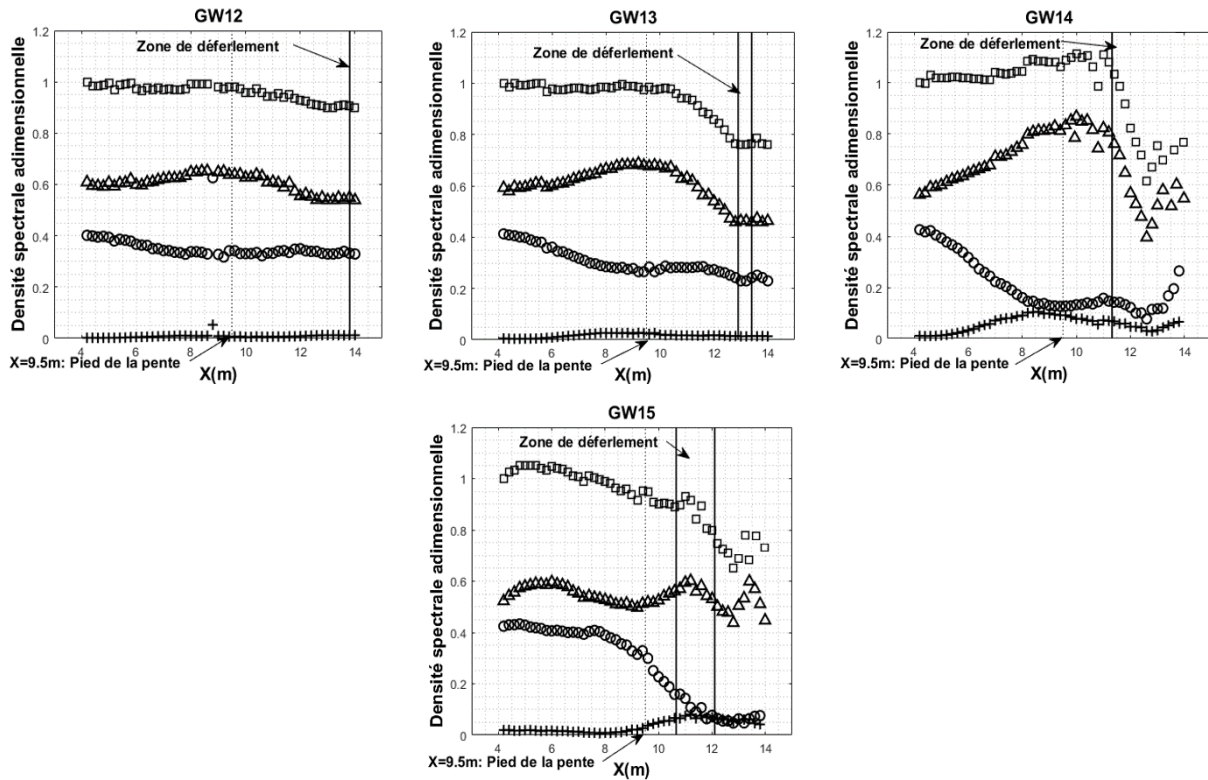 GW12
Zone de déferlement
Densité spectrale adimensionnelle
1.2
1
0.8
0.6
0.4
0.2
0
4 6 8 10 12 14
X=9.5m: Pied de la pente
X(m)
GW13
Zone de déferlement
Densité spectrale adimensionnelle
1.2
1
0.8
0.6
0.4
0.2
0
4 6 8 10 12 14
X=9.5m: Pied de la pente
X(m)
GW14
Zone de déferlement
Densité spectrale adimensionnelle
1.2
1
0.8
0.6
0.4
0.2
0
4 6 8 10 12 14
X=9.5m: Pied de la pente
X(m)
GW15
Zone de déferlement
Densité spectrale adimensionnelle
1.2
1
0.8
0.6
0.4
0.2
0
4 6 8 10 12 14
X=9.5m: Pied de la pente
X(m)